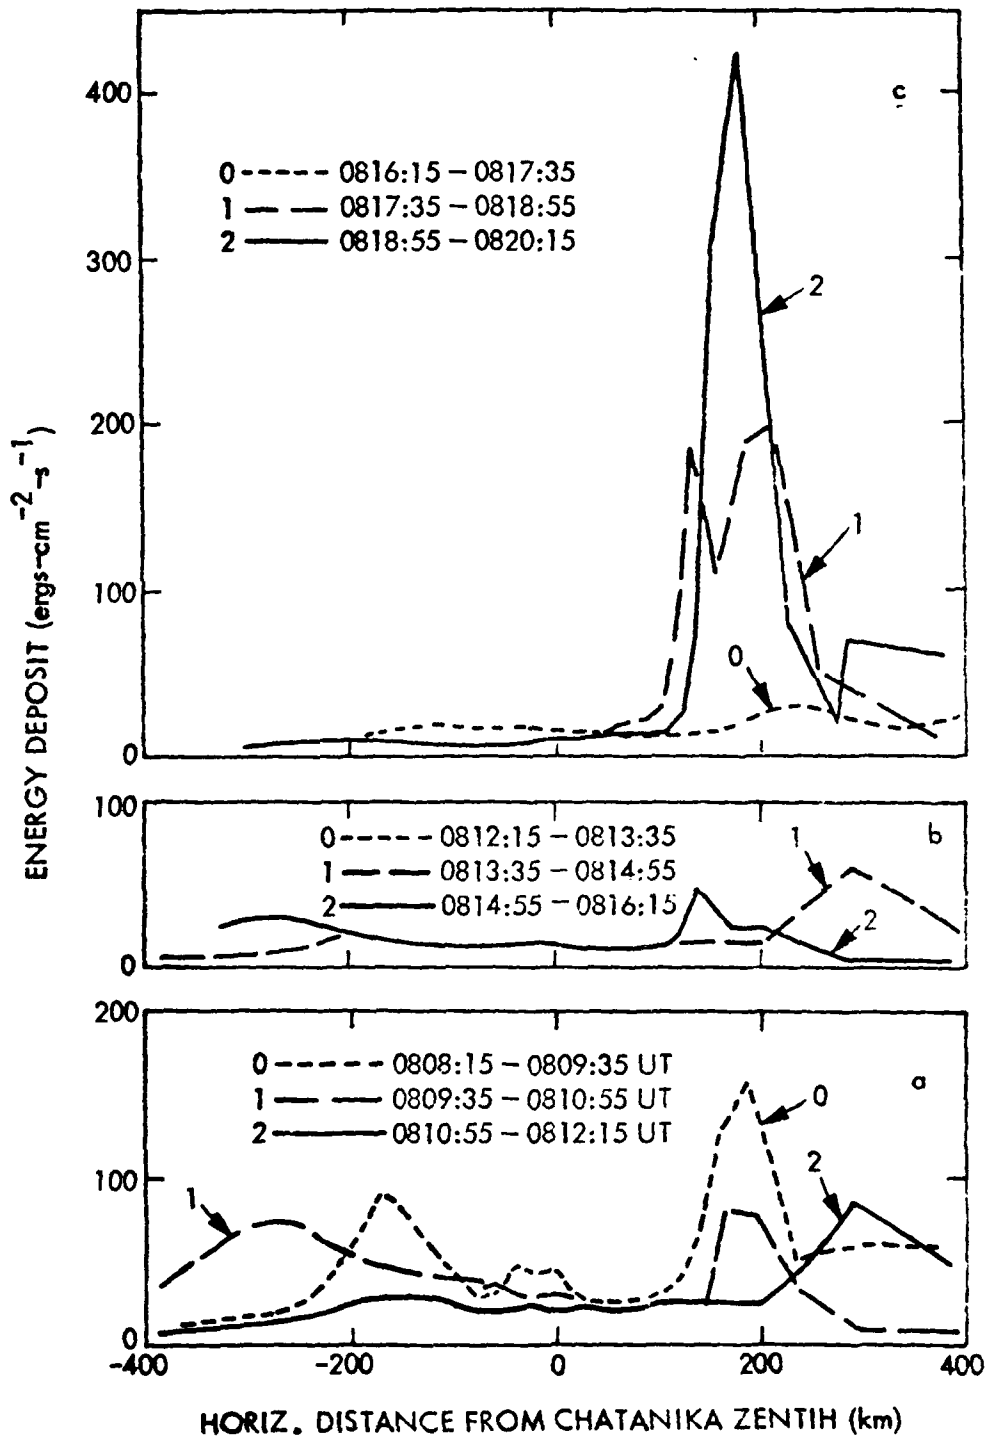 ENERGY DEPOSIT (ergs-cm-2-s-1)
c
400
300
200
100
0
0 0816:15 – 0817:35
1 0817:35 – 0818:55
2 0818:55 – 0820:15
2
1
0
b
100
0
0 0812:15 – 0813:35
1 0813:35 – 0814:55
2 0814:55 – 0816:15
1
2
a
200
100
0
0 0808:15 – 0809:35 UT
1 0809:35 – 0810:55 UT
2 0810:55 – 0812:15 UT
1
0
2
-400 -200 0 200 400
HORIZ. DISTANCE FROM CHATANIKA ZENTIH (km)